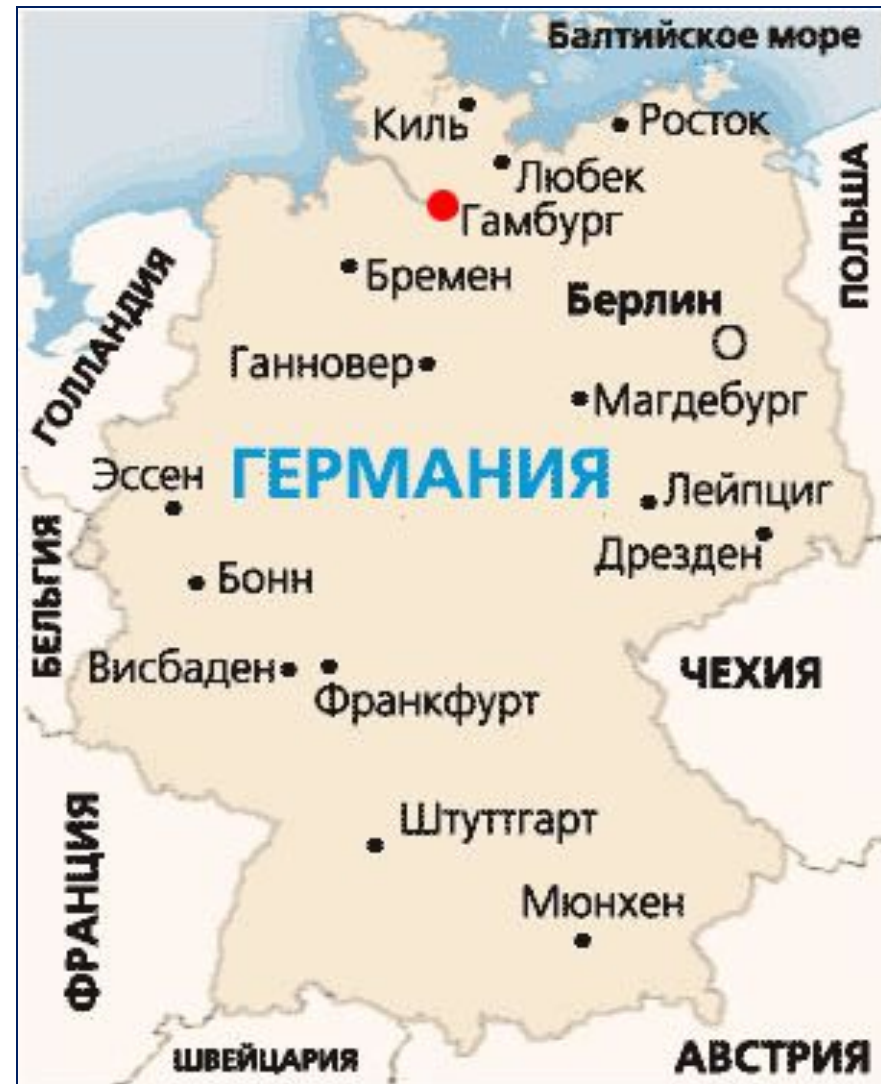 Балтийское море
Киль
Росток
Любек
Гамбург
ПОЛЬША
Бремен
Берлин
ГОЛЛАНДИЯ
Ганновер
Магдебург
Эссен
ГЕРМАНИЯ
Лейпциг
Дрезден
БЕЛЬГИЯ
Бонн
Висбаден
Франкфурт
ЧЕХИЯ
Штуттгарт
ФРАНЦИЯ
Мюнхен
ШВЕЙЦАРИЯ
АВСТРИЯ